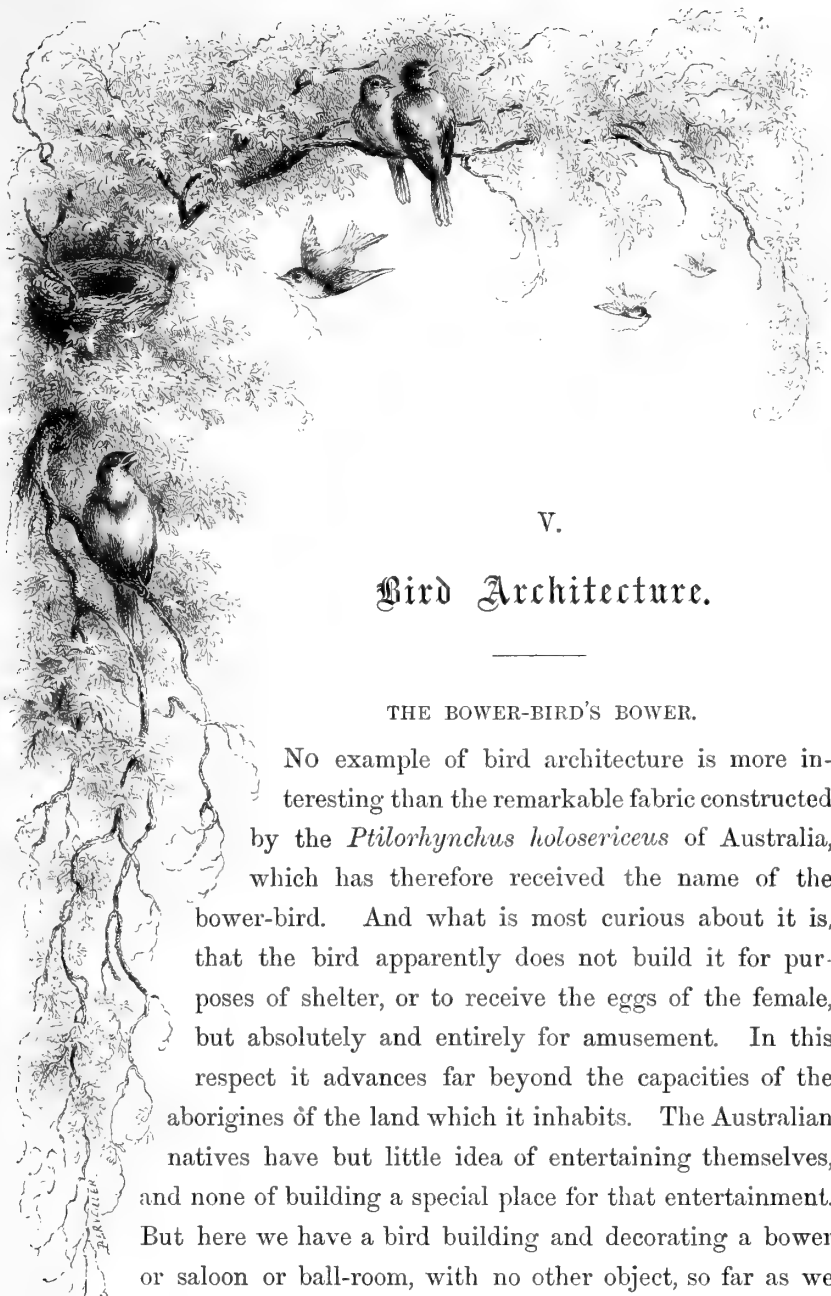 V.
Bird Architecture.
THE BOWER-BIRD'S BOWER.
No example of bird architecture is more in-
teresting than the remarkable fabric constructed
by the Ptilorhynchus holosericeus of Australia,
which has therefore received the name of the
bower-bird. And what is most curious about it is,
that the bird apparently does not build it for pur-
poses of shelter, or to receive the eggs of the female,
but absolutely and entirely for amusement. In this
respect it advances far beyond the capacities of the
aborigines of the land which it inhabits. The Australian
natives have but little idea of entertaining themselves,
and none of building a special place for that entertainment.
But here we have a bird building and decorating a bower
or saloon or ball-room, with no other object, so far as we